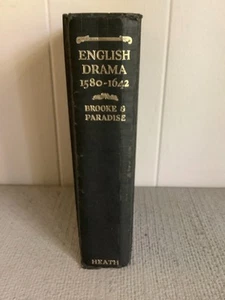 ENGLISH
DRAMA
1580-1642
BROOKE &
PARADISE
HEATH